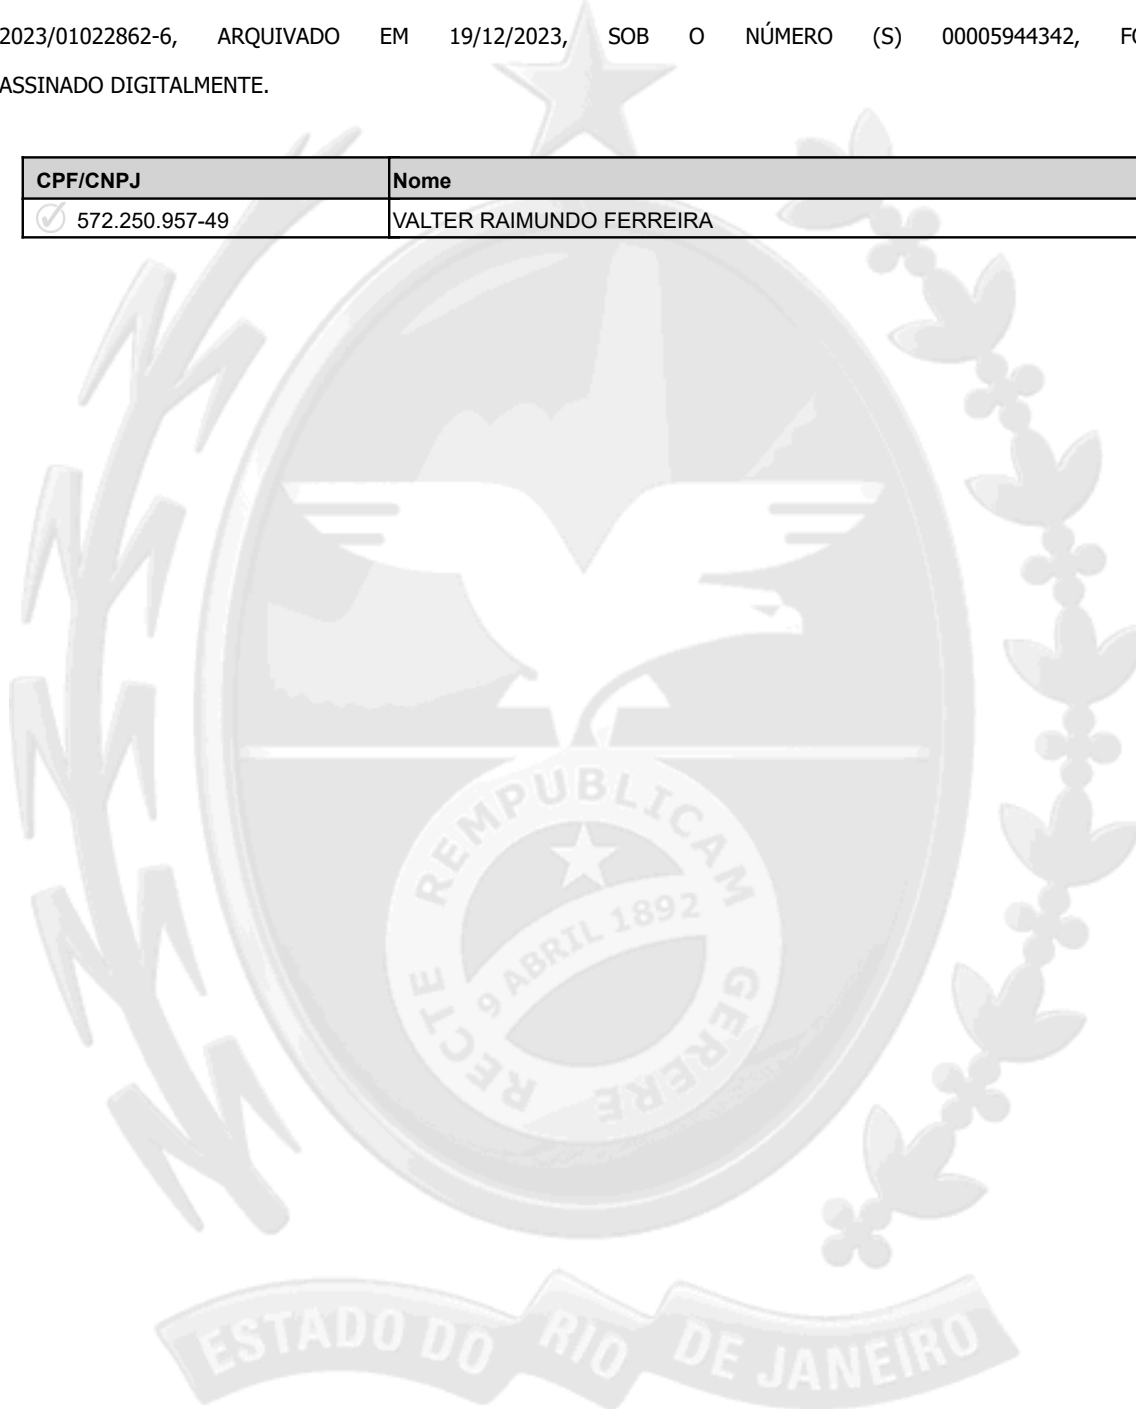 2023/01022862-6, ARQUIVADO EM 19/12/2023, SOB O NÚMERO (S) 00005944342, FO
ASSINADO DIGITALMENTE.
CPF/CNPJ Nome
572.250.957-49 VALTER RAIMUNDO FERREIRA
RECTE REMPUBLICAM GERERE
9 ABRIL 1892
ESTADO DO RIO DE JANEIRO